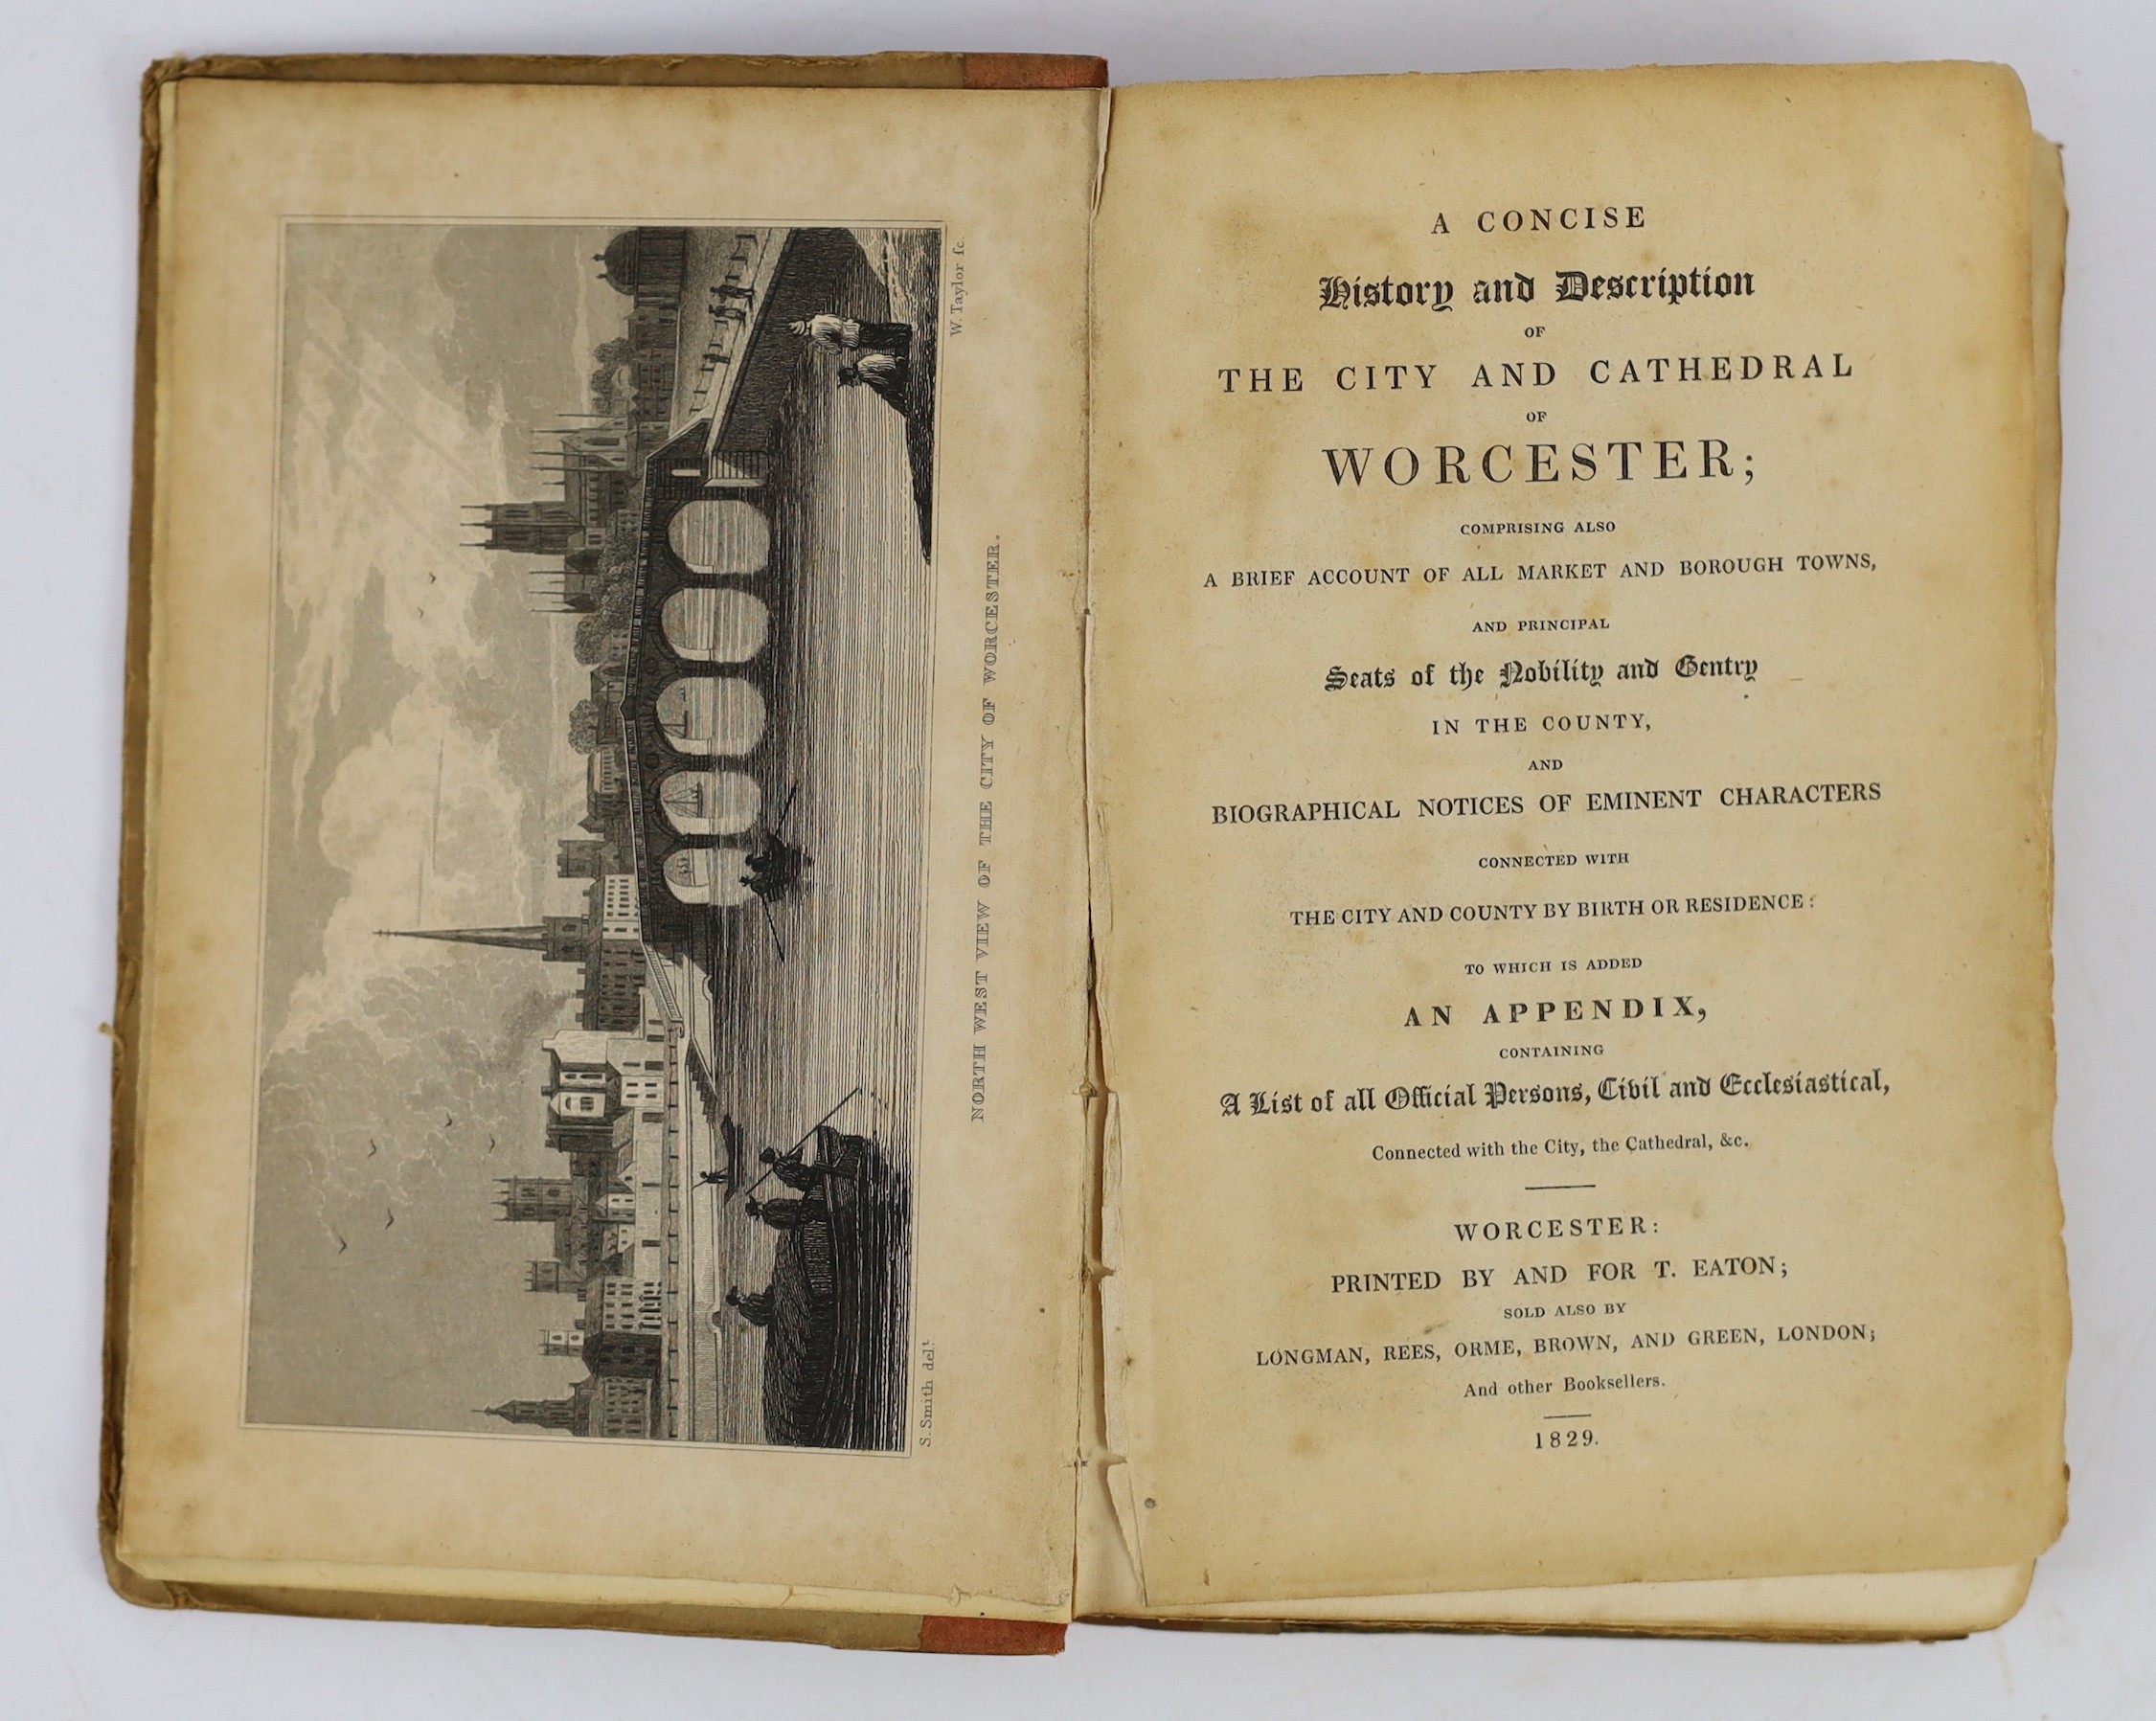 S. Smith delt.
W. Taylor sc.
NORTH WEST VIEW OF THE CITY OF WORCESTER.
A CONCISE
History and Description
OF
THE CITY AND CATHEDRAL
OF
WORCESTER;
COMPRISING ALSO
A BRIEF ACCOUNT OF ALL MARKET AND BOROUGH TOWNS,
AND PRINCIPAL
Seats of the Nobility and Gentry
IN THE COUNTY,
AND
BIOGRAPHICAL NOTICES OF EMINENT CHARACTERS
CONNECTED WITH
THE CITY AND COUNTY BY BIRTH OR RESIDENCE:
TO WHICH IS ADDED
AN APPENDIX,
CONTAINING
A List of all Official Persons, Civil and Ecclesiastical,
Connected with the City, the Cathedral, &c.
WORCESTER:
PRINTED BY AND FOR T. EATON;
SOLD ALSO BY
LONGMAN, REES, ORME, BROWN, AND GREEN, LONDON;
And other Booksellers.
1829.